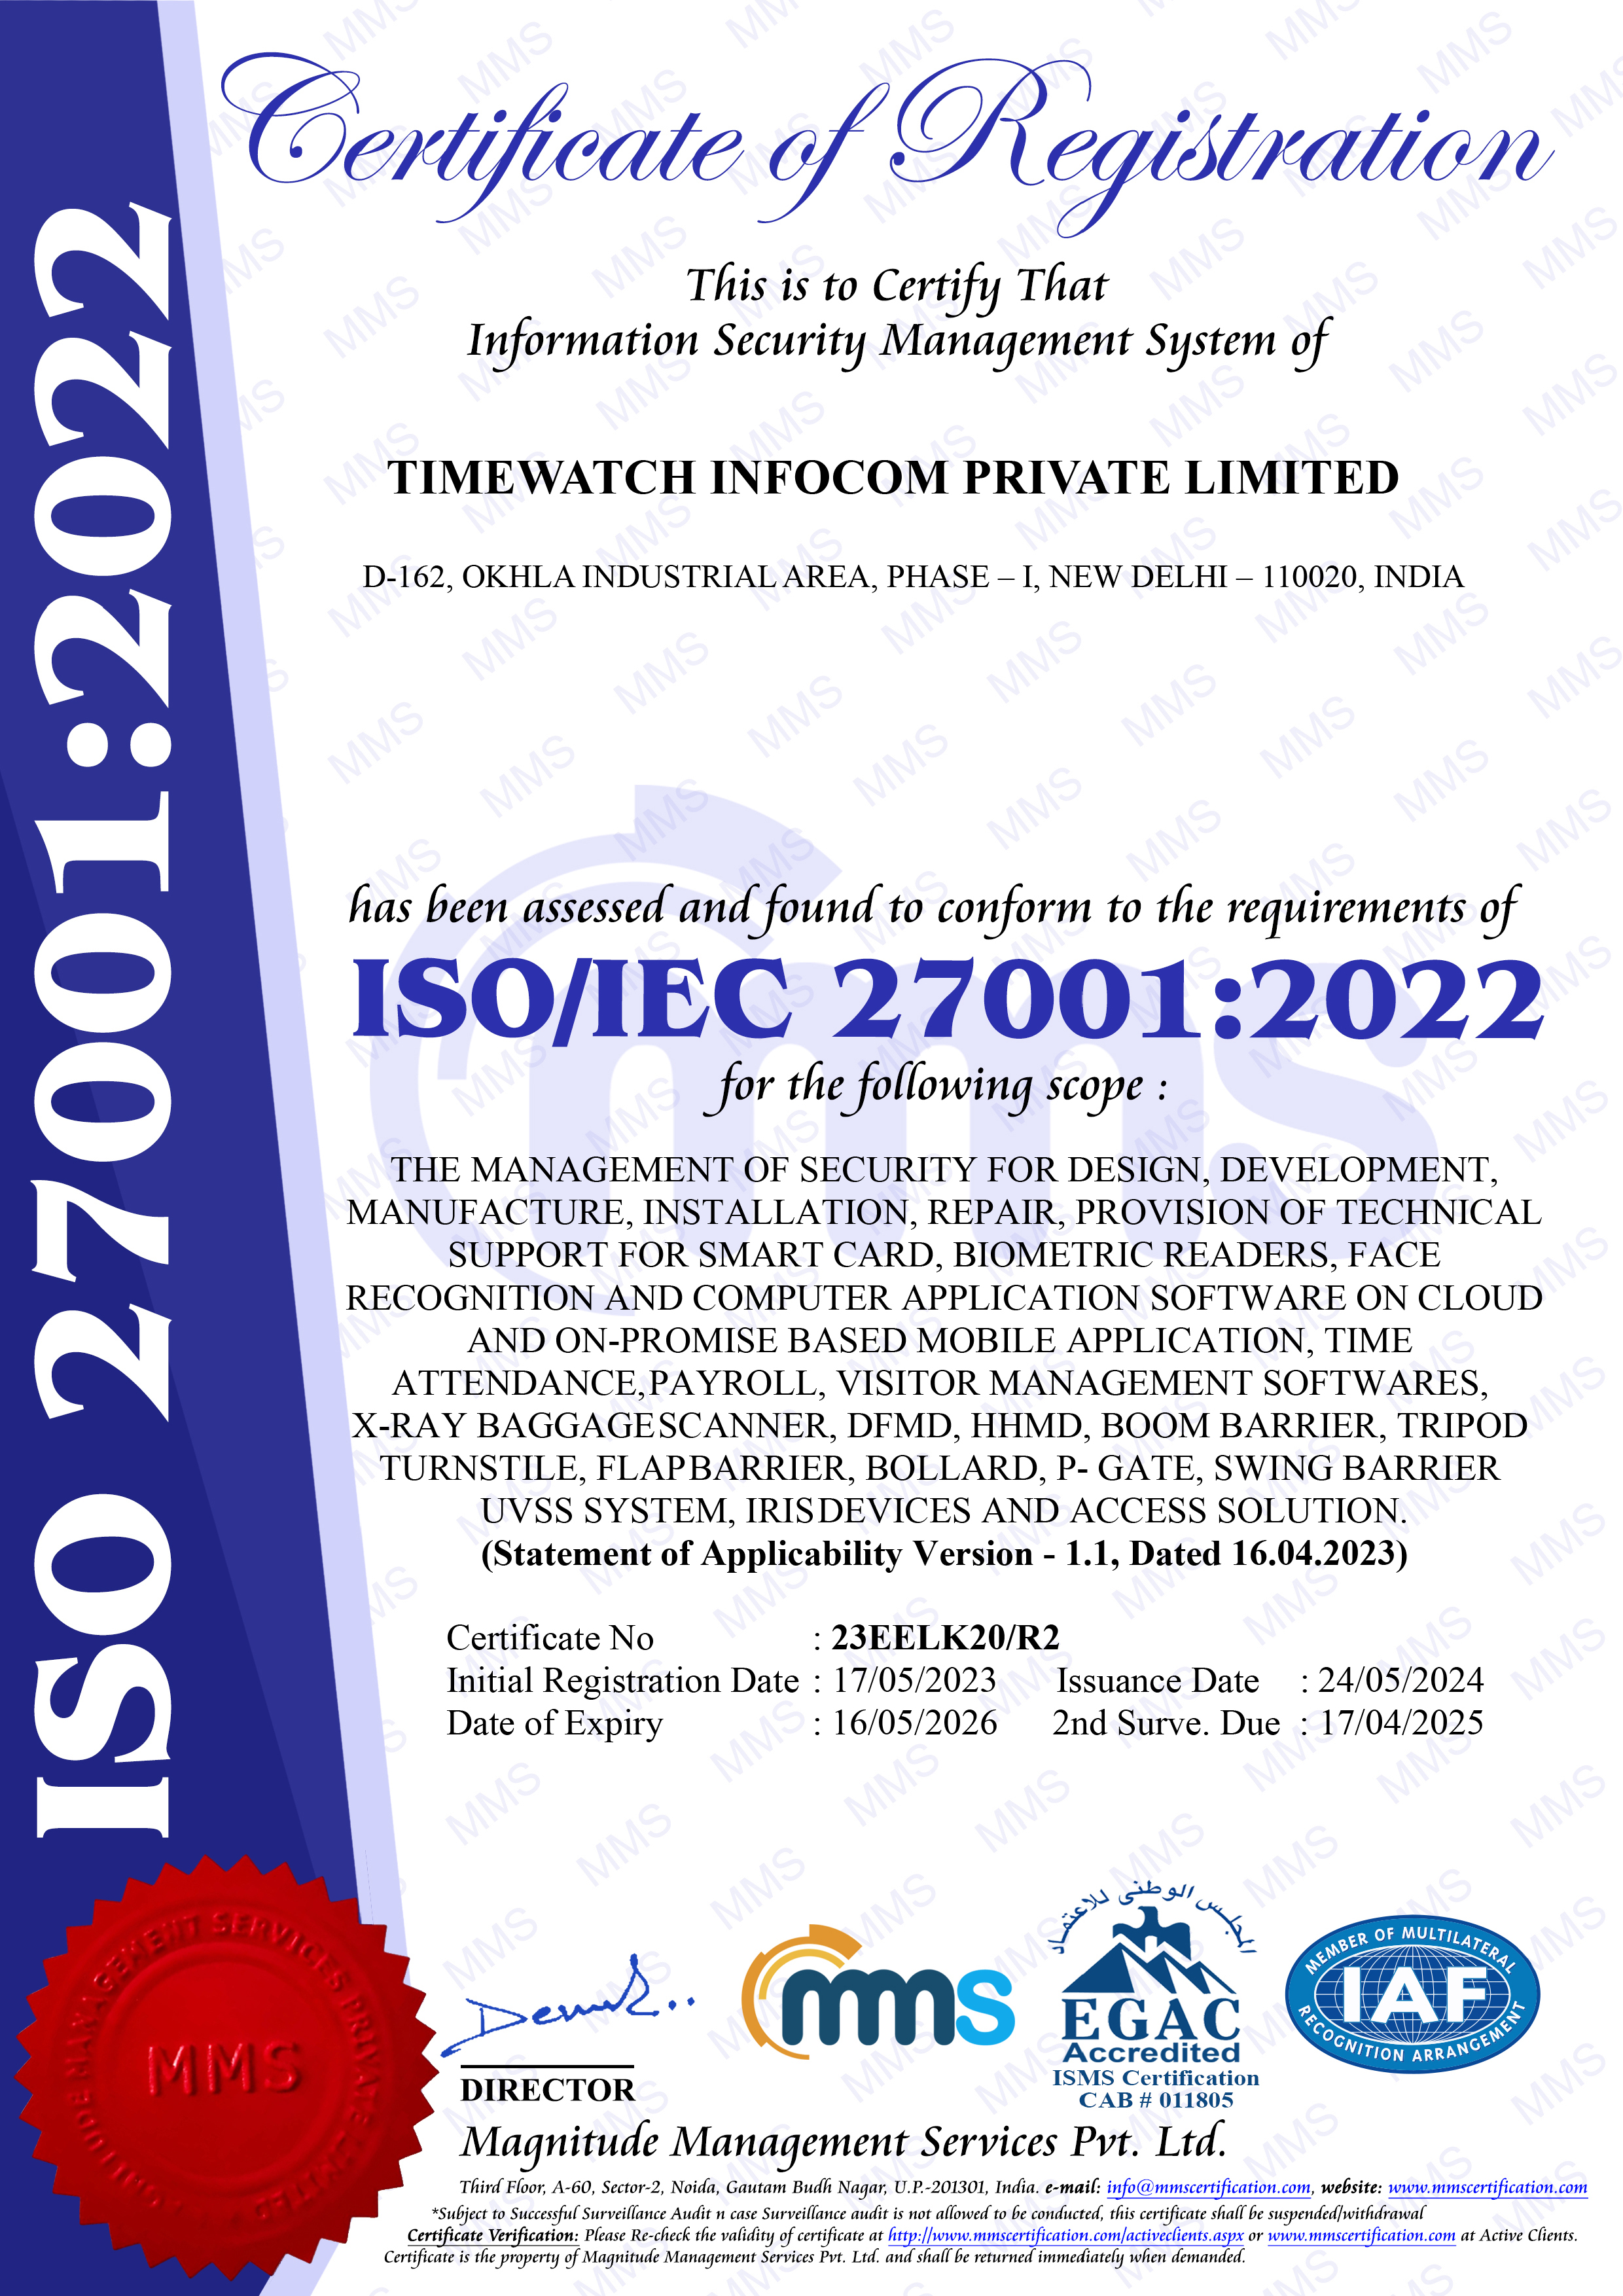 Certificate of Registration
This is to Certify That
Information Security Management System of
TIMEWATCH INFOCOM PRIVATE LIMITED
D-162, OKHLA INDUSTRIAL AREA, PHASE – I, NEW DELHI – 110020, INDIA
has been assessed and found to conform to the requirements of
ISO/IEC 27001:2022
for the following scope :
THE MANAGEMENT OF SECURITY FOR DESIGN, DEVELOPMENT,
MANUFACTURE, INSTALLATION, REPAIR, PROVISION OF TECHNICAL
SUPPORT FOR SMART CARD, BIOMETRIC READERS, FACE
RECOGNITION AND COMPUTER APPLICATION SOFTWARE ON CLOUD
AND ON-PROMISE BASED MOBILE APPLICATION, TIME
ATTENDANCE,PAYROLL, VISITOR MANAGEMENT SOFTWARES,
X-RAY BAGGAGE SCANNER, DFMD, HHMD, BOOM BARRIER, TRIPOD
TURNSTILE, FLAP BARRIER, BOLLARD, P- GATE, SWING BARRIER
UVSS SYSTEM, IRIS DEVICES AND ACCESS SOLUTION.
(Statement of Applicability Version - 1.1, Dated 16.04.2023)
Certificate No : 23EELK20/R2
Initial Registration Date : 17/05/2023 Issuance Date : 24/05/2024
Date of Expiry : 16/05/2026 2nd Surve. Due : 17/04/2025
ISO 27001:2022
MMS
MANAGEMENT SERVICES PRIVATE LIMITED
DIRECTOR
mms
المجلس الوطنى للاعتماد
EGAC
Accredited
ISMS Certification
CAB # 011805
MEMBER OF MULTILATERAL
IAF
RECOGNITION ARRANGEMENT
Magnitude Management Services Pvt. Ltd.
Third Floor, A-60, Sector-2, Noida, Gautam Budh Nagar, U.P.-201301, India. e-mail: info@mmscertification.com, website: www.mmscertification.com
*Subject to Successful Surveillance Audit n case Surveillance audit is not allowed to be conducted, this certificate shall be suspended/withdrawal
Certificate Verification: Please Re-check the validity of certificate at http://www.mmscertification.com/activeclients.aspx or www.mmscertification.com at Active Clients.
Certificate is the property of Magnitude Management Services Pvt. Ltd. and shall be returned immediately when demanded.